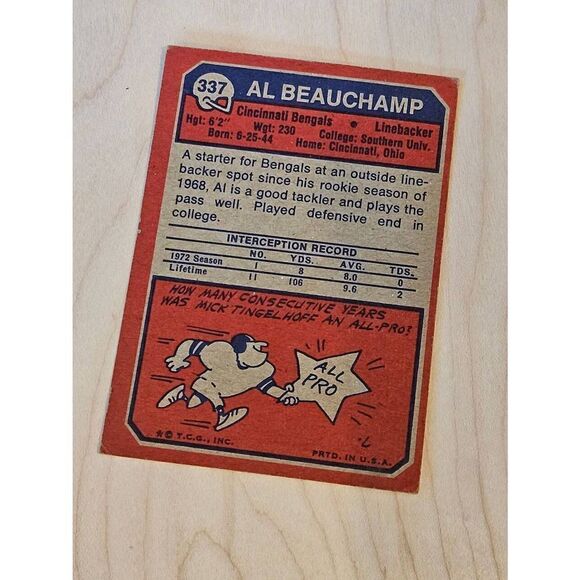 337 AL BEAUCHAMP
Cincinnati Bengals • Linebacker
Hgt: 6'2" Wgt: 230 College: Southern Univ.
Born: 6-25-44 Home: Cincinnati, Ohio
A starter for Bengals at an outside line-
backer spot since his rookie season of
1968, Al is a good tackler and plays the
pass well. Played defensive end in
college.
INTERCEPTION RECORD
NO. YDS. AVG. TDS.
1972 Season 1 8 8.0 0
Lifetime 11 106 9.6 2
HOW MANY CONSECUTIVE YEARS
WAS MICK TINGELHOFF AN ALL-PRO?
ALL
PRO
7.
★© T.C.G., INC.
PRTD. IN U.S.A.